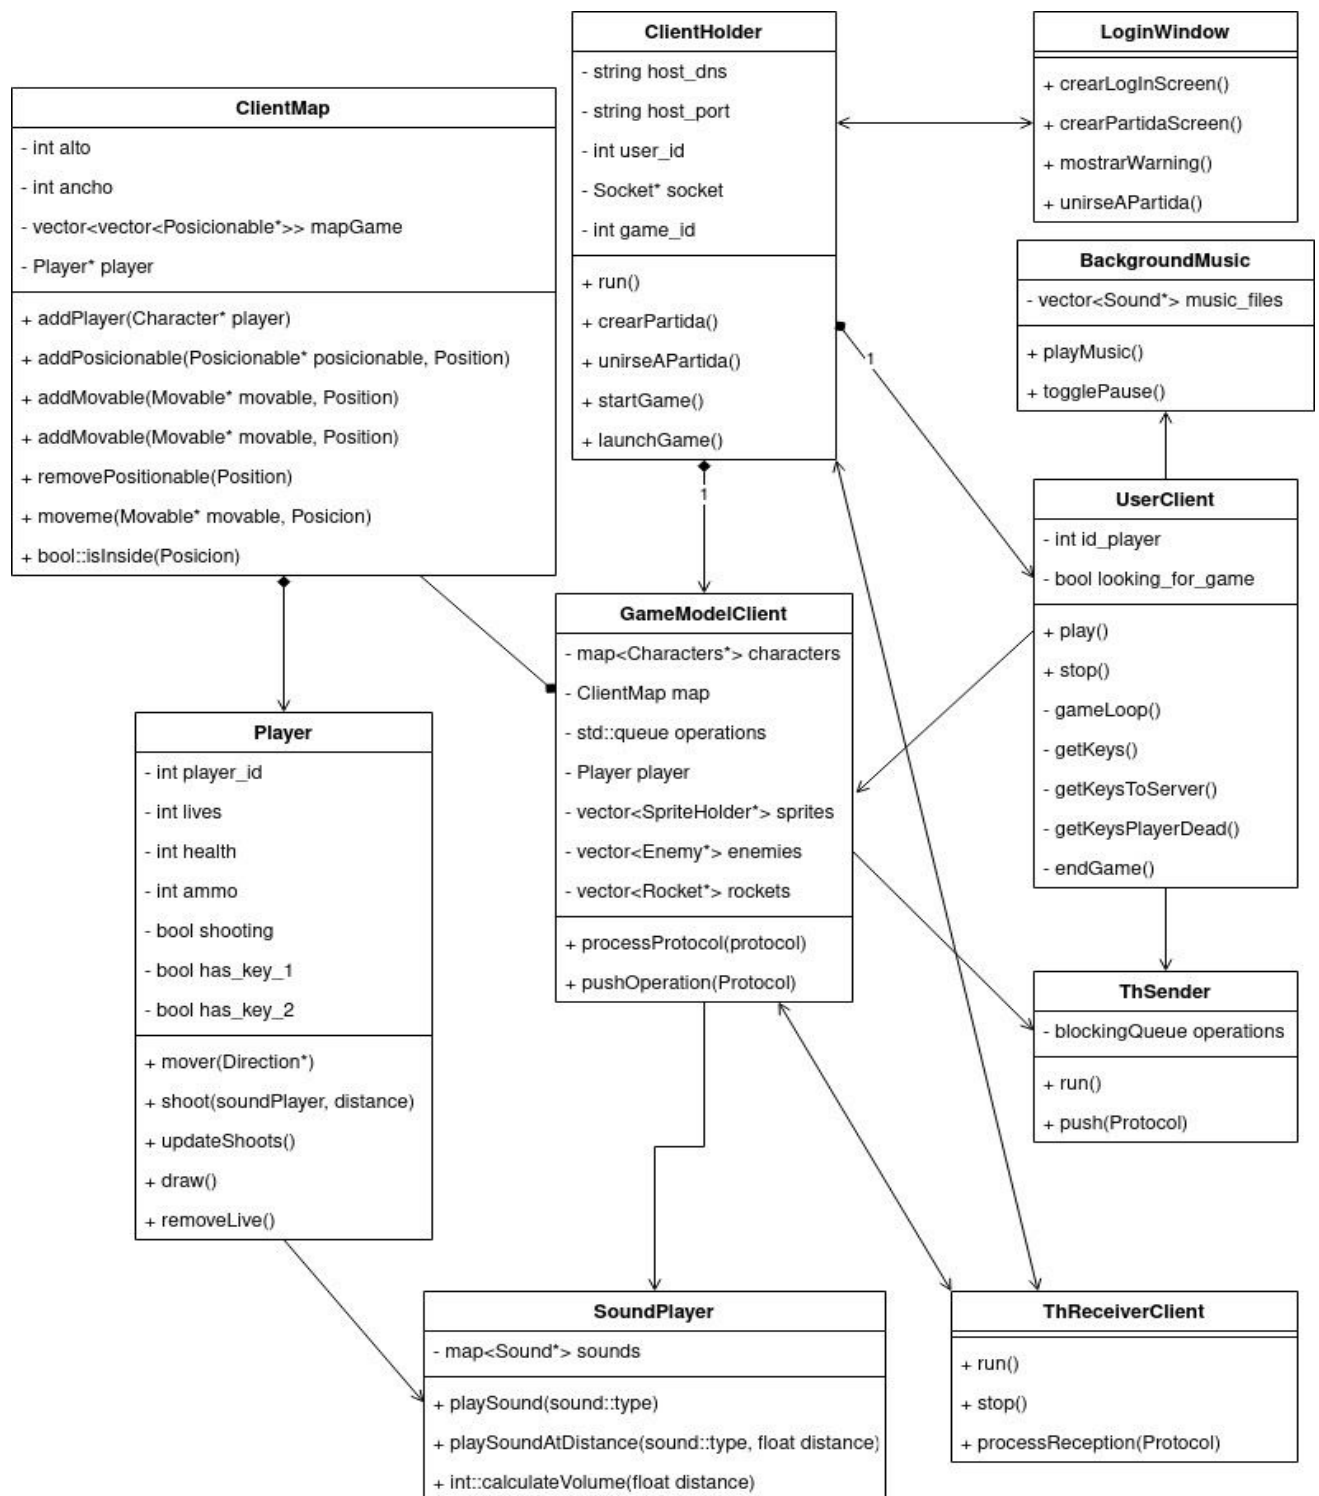 ClientHolder
- string host_dns
- string host_port
- int user_id
- Socket* socket
- int game_id
+ run()
+ crearPartida()
+ unirseAPartida()
+ startGame()
+ launchGame()
LoginWindow
+ crearLogInScreen()
+ crearPartidaScreen()
+ mostrarWarning()
+ unirseAPartida()
ClientMap
- int alto
- int ancho
- vector<vector<Posicionable*>> mapGame
- Player* player
+ addPlayer(Character* player)
+ addPosicionable(Posicionable* posicionable, Position)
+ addMovable(Movable* movable, Position)
+ addMovable(Movable* movable, Position)
+ removePositionable(Position)
+ moveme(Movable* movable, Posicion)
+ bool::isInside(Posicion)
BackgroundMusic
- vector<Sound*> music_files
+ playMusic()
+ togglePause()
1
1
UserClient
- int id_player
- bool looking_for_game
+ play()
+ stop()
- gameLoop()
- getKeys()
- getKeysToServer()
- getKeysPlayerDead()
- endGame()
GameModelClient
- map<Characters*> characters
- ClientMap map
- std::queue operations
- Player player
- vector<SpriteHolder*> sprites
- vector<Enemy*> enemies
- vector<Rocket*> rockets
+ processProtocol(protocol)
+ pushOperation(Protocol)
Player
- int player_id
- int lives
- int health
- int ammo
- bool shooting
- bool has_key_1
- bool has_key_2
+ mover(Direction*)
+ shoot(soundPlayer, distance)
+ updateShoots()
+ draw()
+ removeLive()
ThSender
- blockingQueue operations
+ run()
+ push(Protocol)
SoundPlayer
- map<Sound*> sounds
+ playSound(sound::type)
+ playSoundAtDistance(sound::type, float distance)
+ int::calculateVolume(float distance)
ThReceiverClient
+ run()
+ stop()
+ processReception(Protocol)